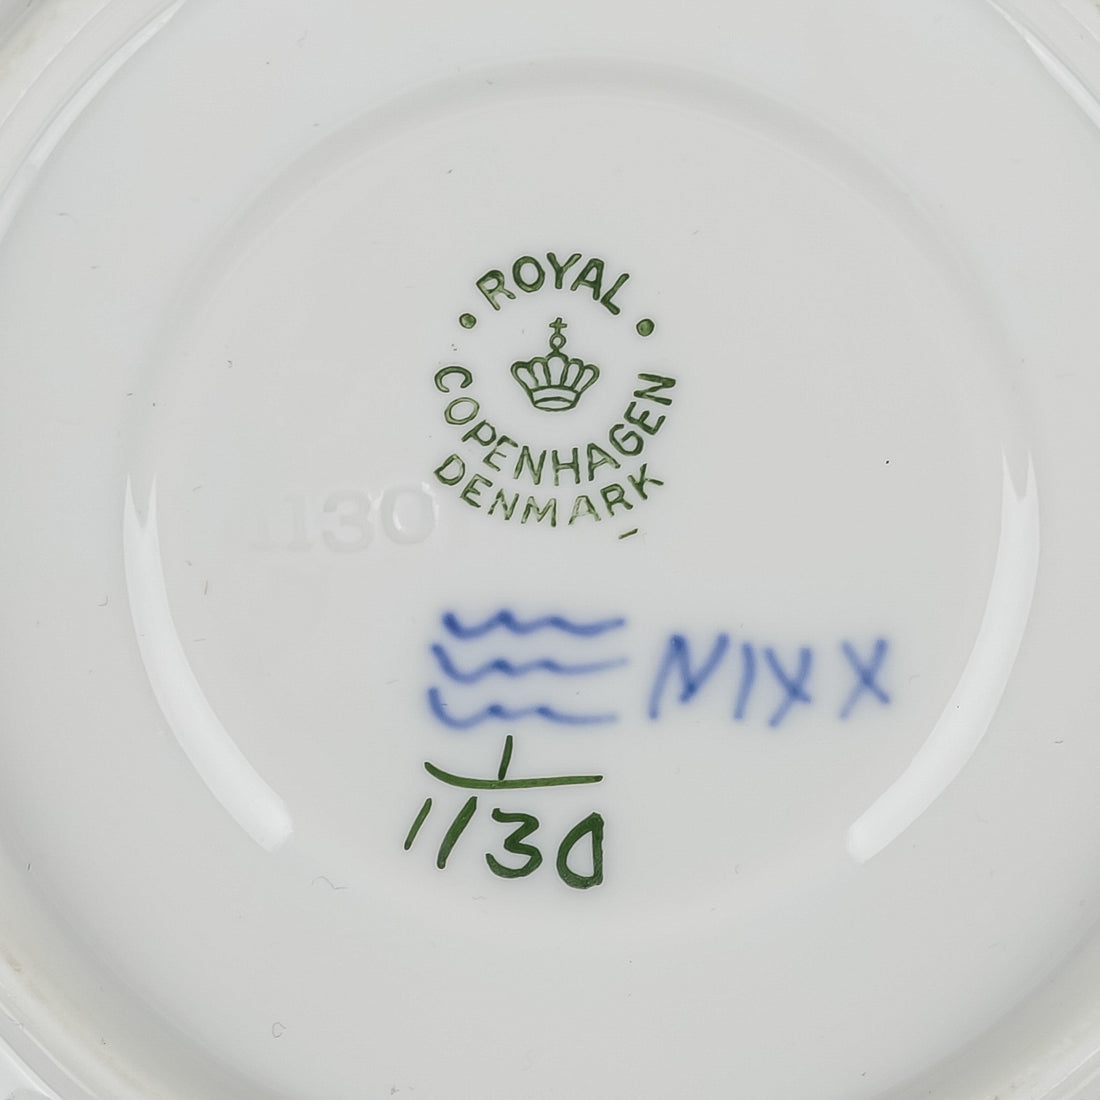 ROYAL
COPENHAGEN
DENMARK
1130
NIXX
1
1130